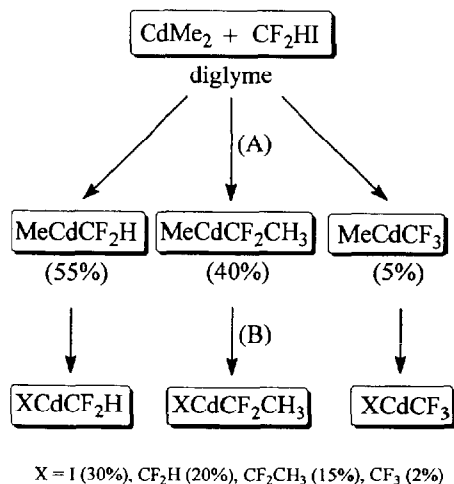 CdMe₂ + CF₂HI
diglyme
(A)
MeCdCF₂H MeCdCF₂CH₃ MeCdCF₃
(55%) (40%) (5%)
(B)
XCdCF₂H XCdCF₂CH₃ XCdCF₃
X = I (30%), CF₂H (20%), CF₂CH₃ (15%), CF₃ (2%)